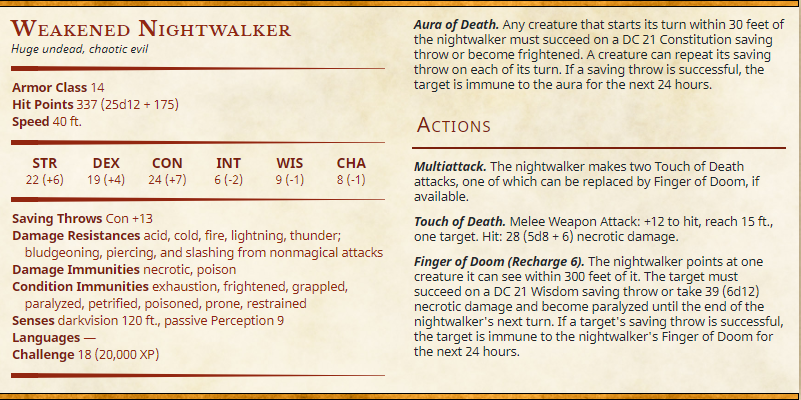 Weakened Nightwalker
Huge undead, chaotic evil
Armor Class 14
Hit Points 337 (25d12 + 175)
Speed 40 ft.
STR DEX CON INT WIS CHA
22 (+6) 19 (+4) 24 (+7) 6 (-2) 9 (-1) 8 (-1)
Saving Throws Con +13
Damage Resistances acid, cold, fire, lightning, thunder;
bludgeoning, piercing, and slashing from nonmagical attacks
Damage Immunities necrotic, poison
Condition Immunities exhaustion, frightened, grappled,
paralyzed, petrified, poisoned, prone, restrained
Senses darkvision 120 ft., passive Perception 9
Languages —
Challenge 18 (20,000 XP)
Aura of Death. Any creature that starts its turn within 30 feet of
the nightwalker must succeed on a DC 21 Constitution saving
throw or become frightened. A creature can repeat its saving
throw on each of its turn. If a saving throw is successful, the
target is immune to the aura for the next 24 hours.
Actions
Multiattack. The nightwalker makes two Touch of Death
attacks, one of which can be replaced by Finger of Doom, if
available.
Touch of Death. Melee Weapon Attack: +12 to hit, reach 15 ft.,
one target. Hit: 28 (5d8 + 6) necrotic damage.
Finger of Doom (Recharge 6). The nightwalker points at one
creature it can see within 300 feet of it. The target must
succeed on a DC 21 Wisdom saving throw or take 39 (6d12)
necrotic damage and become paralyzed until the end of the
nightwalker's next turn. If a target's saving throw is successful,
the target is immune to the nightwalker's Finger of Doom for
the next 24 hours.